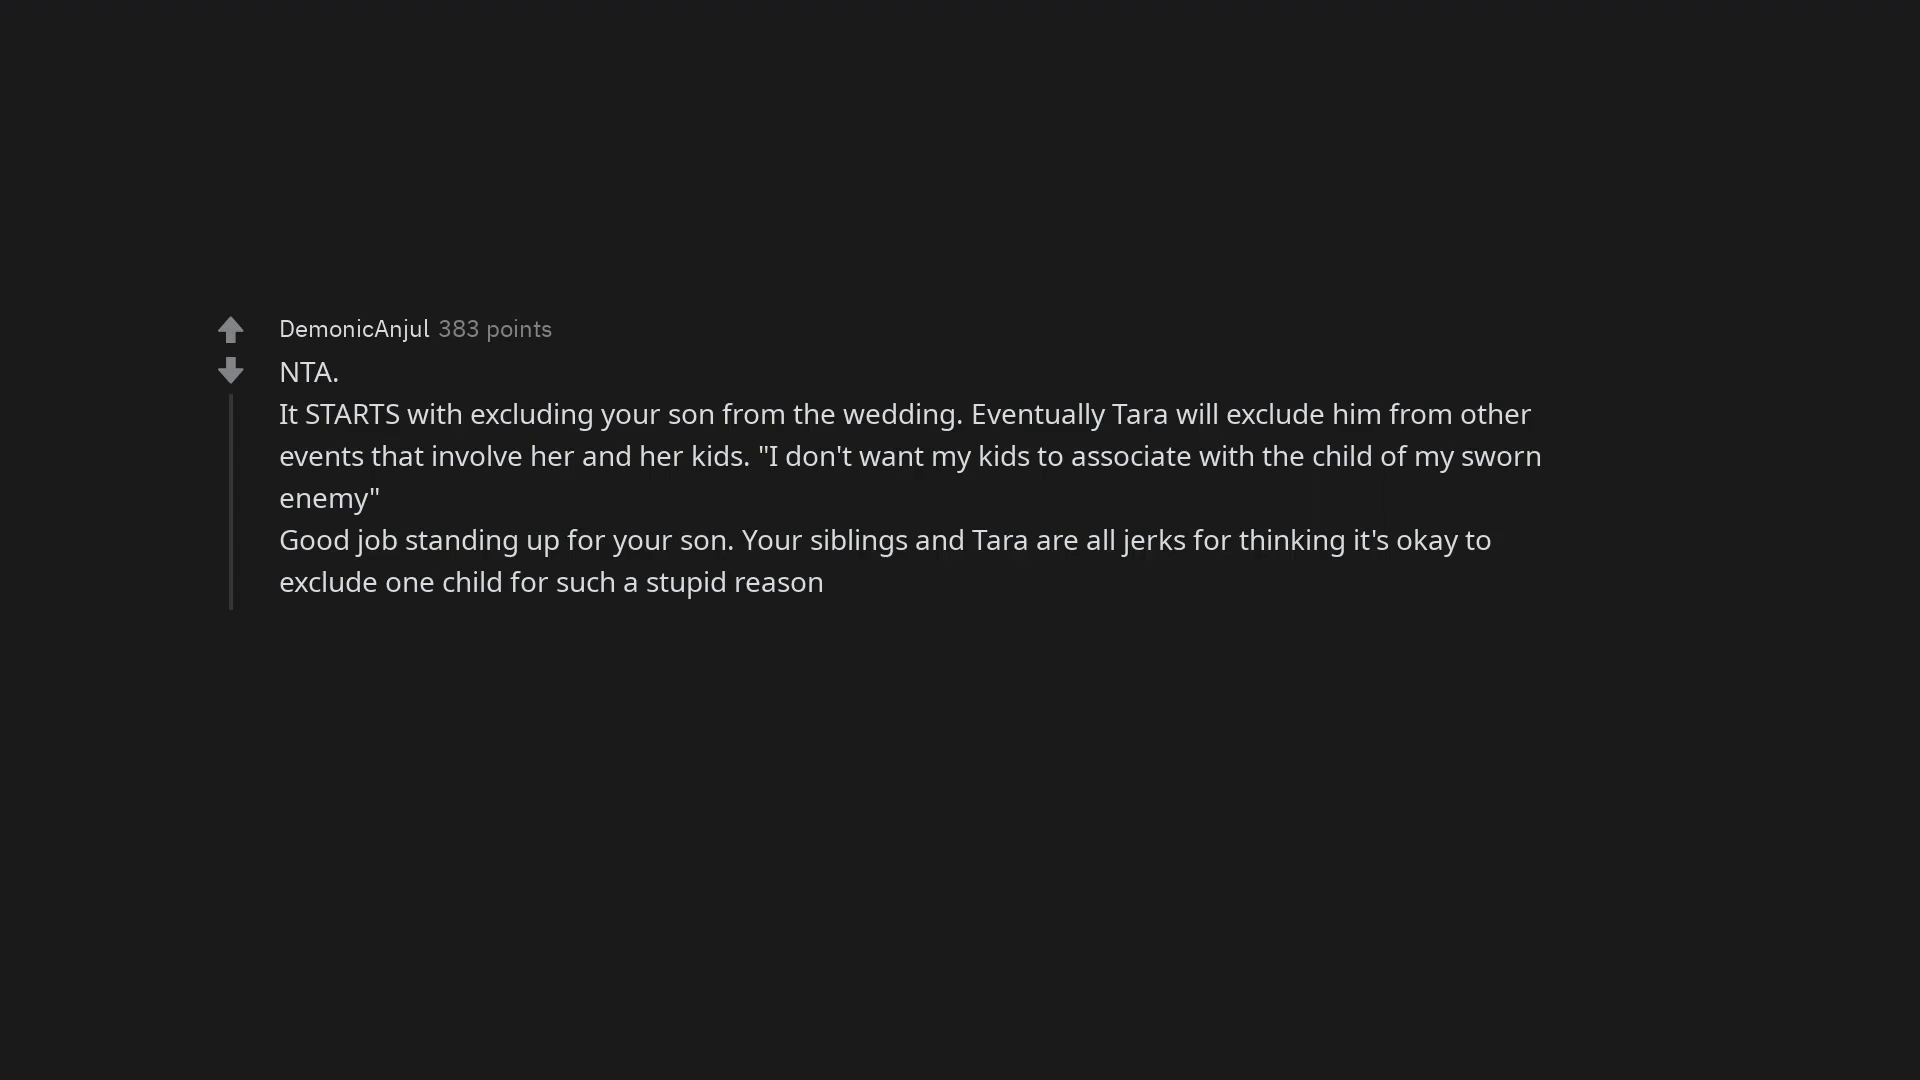 DemonicAnjul 383 points
NTA.
It STARTS with excluding your son from the wedding. Eventually Tara will exclude him from other
events that involve her and her kids. "I don't want my kids to associate with the child of my sworn
enemy"
Good job standing up for your son. Your siblings and Tara are all jerks for thinking it's okay to
exclude one child for such a stupid reason